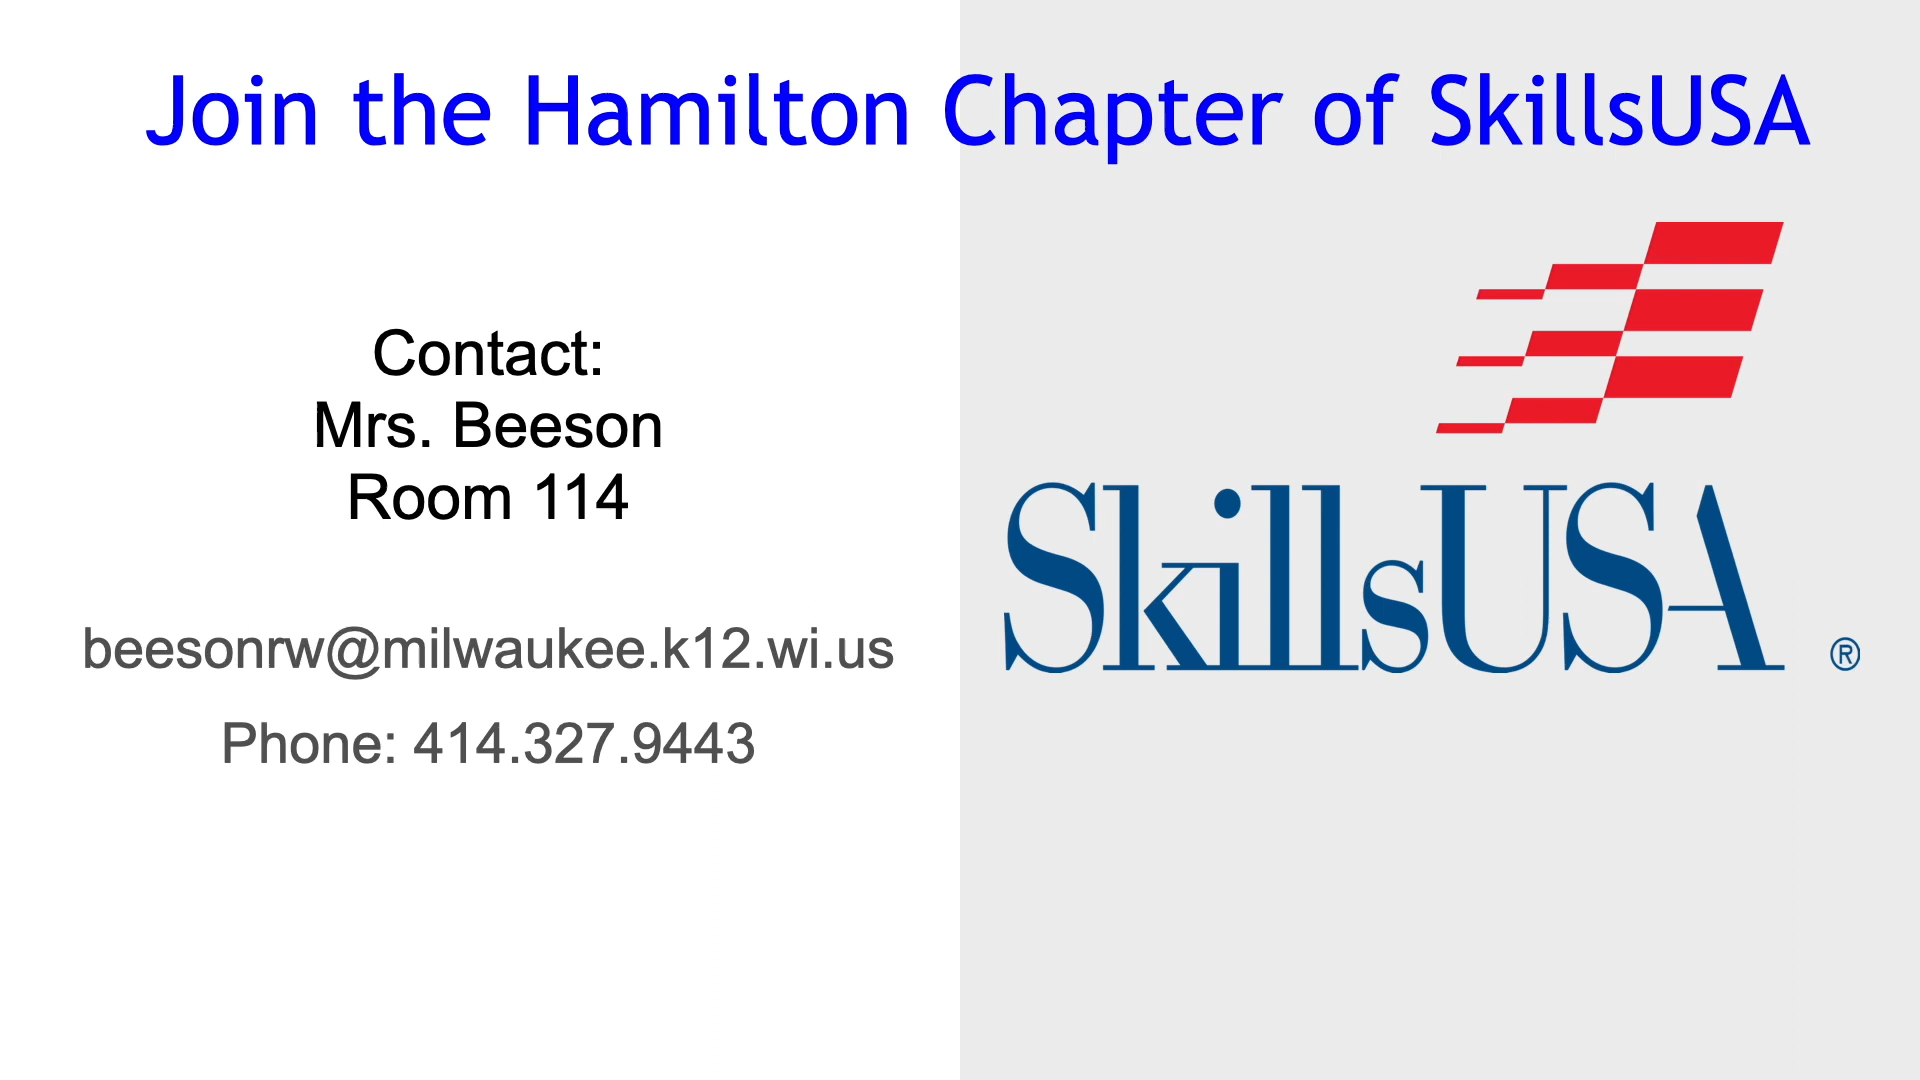 Join the Hamilton Chapter of SkillsUSA
Contact:
Mrs. Beeson
Room 114
beesonrw@milwaukee.k12.wi.us
Phone: 414.327.9443
SkillsUSA ®